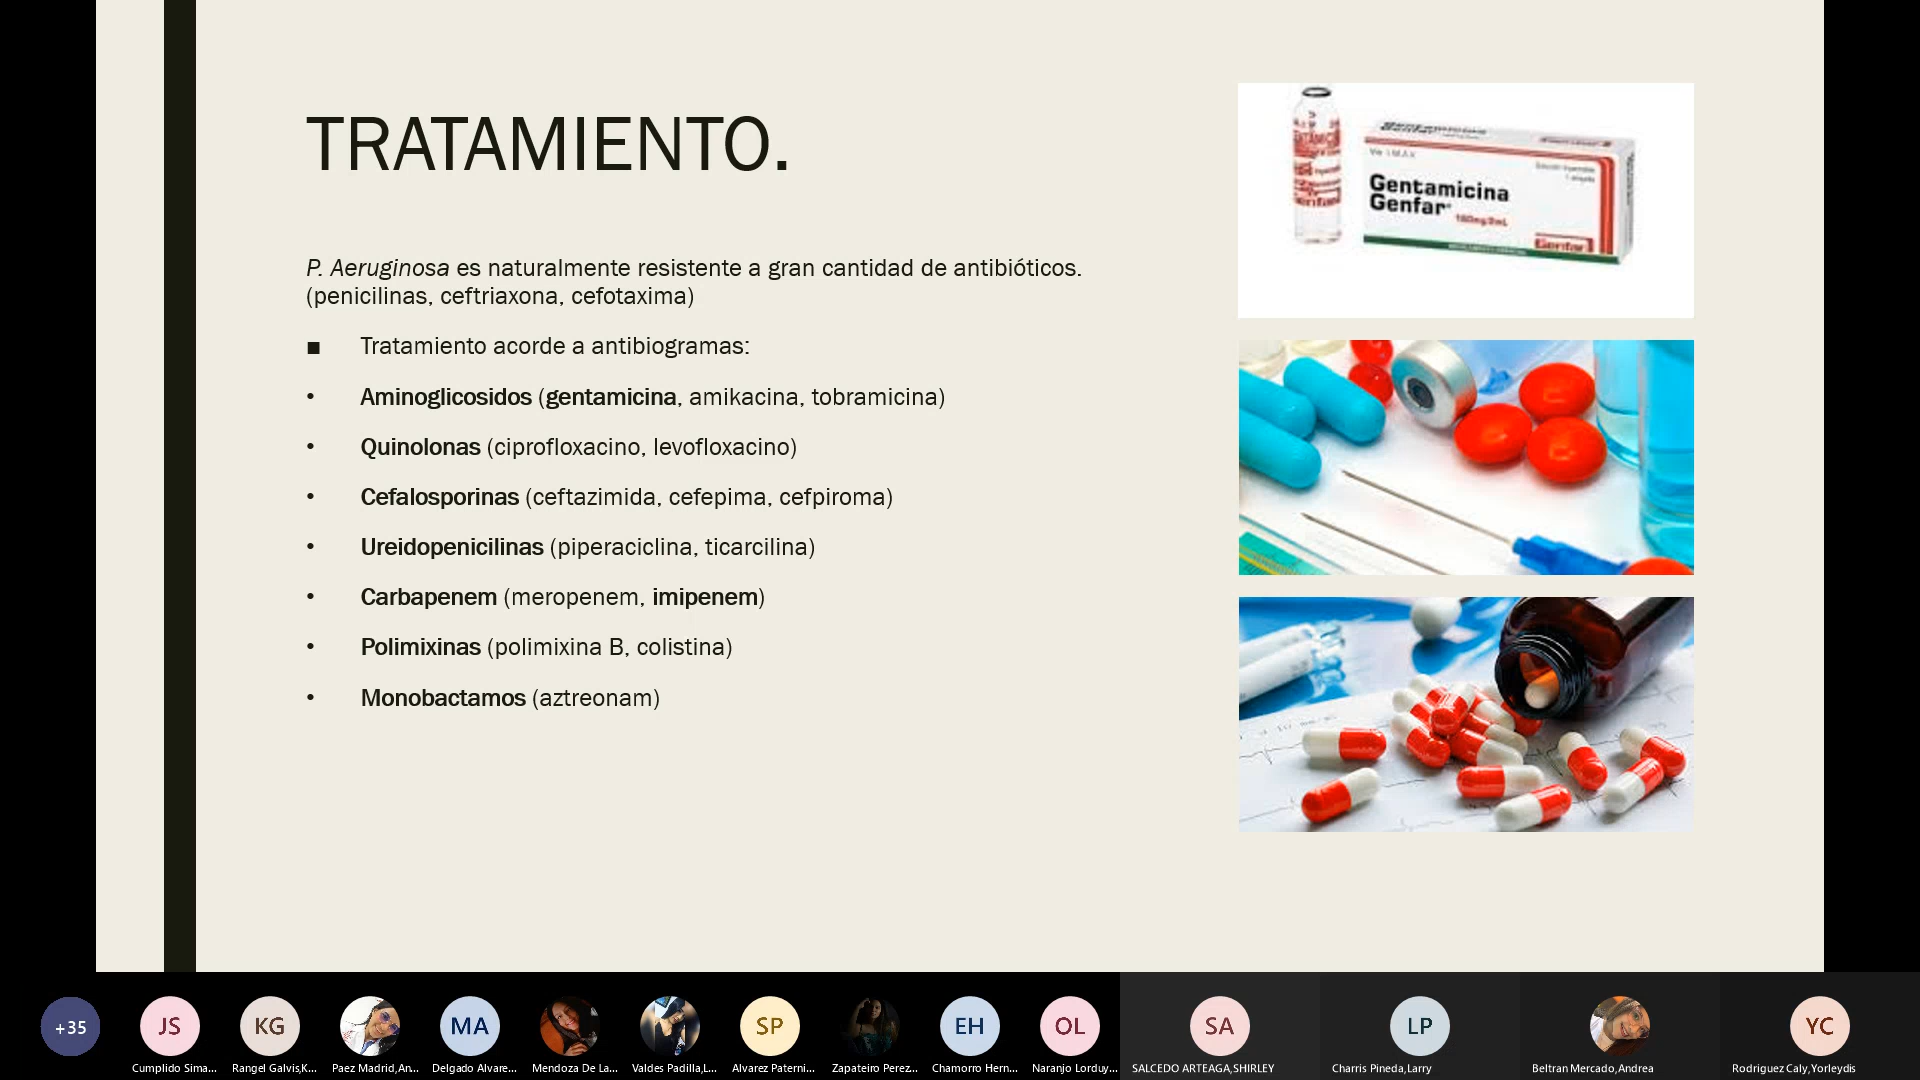 TRATAMIENTO.
P. Aeruginosa es naturalmente resistente a gran cantidad de antibióticos.
(penicilinas, ceftriaxona, cefotaxima)
■ Tratamiento acorde a antibiogramas:
• Aminoglicosidos (gentamicina, amikacina, tobramicina)
• Quinolonas (ciprofloxacino, levofloxacino)
• Cefalosporinas (ceftazimida, cefepima, cefpiroma)
• Ureidopenicilinas (piperaciclina, ticarcilina)
• Carbapenem (meropenem, imipenem)
• Polimixinas (polimixina B, colistina)
• Monobactamos (aztreonam)
Gentamicina
Genfar
Genfar
+35
JS
KG
MA
SP
EH
OL
SA
LP
YC
Cumplido Sima...
Rangel Galvis,K...
Paez Madrid,An...
Delgado Alvare...
Mendoza De La...
Valdes Padilla,L...
Alvarez Paterni...
Zapateiro Perez...
Chamorro Hern...
Naranjo Lorduy...
SALCEDO ARTEAGA,SHIRLEY
Charris Pineda,Larry
Beltran Mercado,Andrea
Rodriguez Caly,Yorleydis